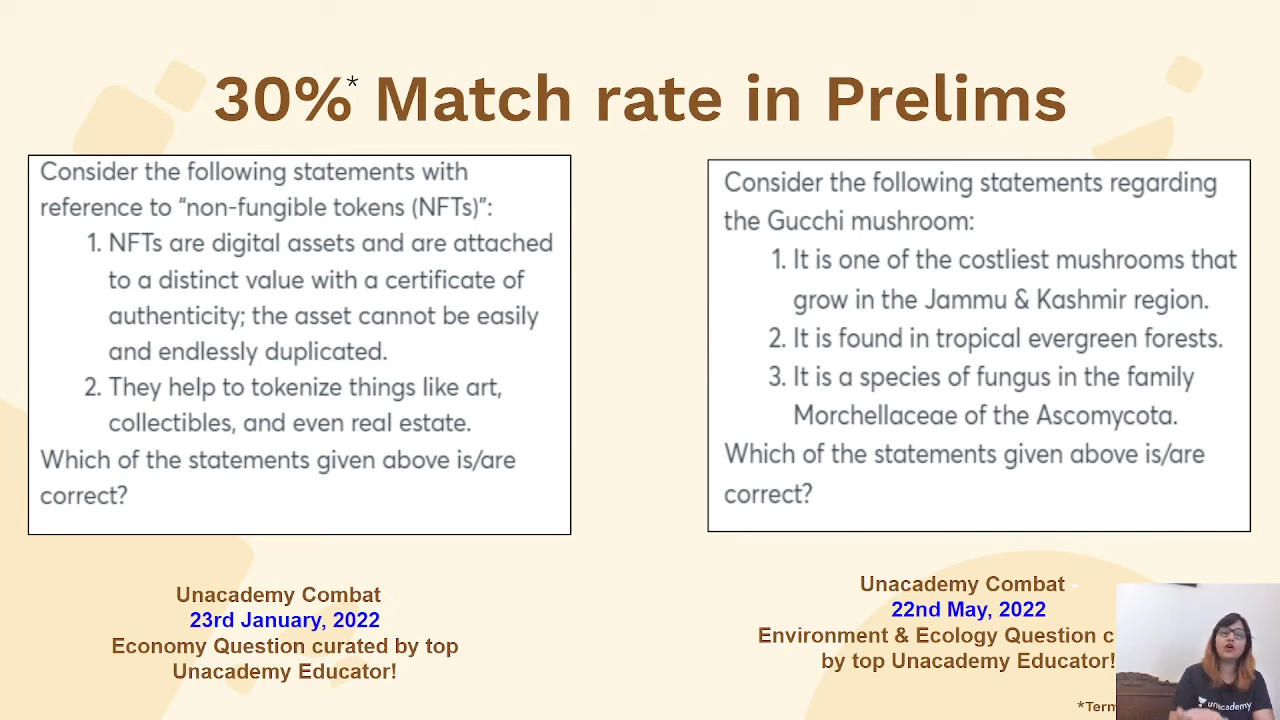 30%* Match rate in Prelims
Consider the following statements with
reference to “non-fungible tokens (NFTs)”:
1. NFTs are digital assets and are attached
to a distinct value with a certificate of
authenticity; the asset cannot be easily
and endlessly duplicated.
2. They help to tokenize things like art,
collectibles, and even real estate.
Which of the statements given above is/are
correct?
Unacademy Combat -
23rd January, 2022
Economy Question curated by top
Unacademy Educator!
Consider the following statements regarding
the Gucchi mushroom:
1. It is one of the costliest mushrooms that
grow in the Jammu & Kashmir region.
2. It is found in tropical evergreen forests.
3. It is a species of fungus in the family
Morchellaceae of the Ascomycota.
Which of the statements given above is/are
correct?
Unacademy Combat -
22nd May, 2022
Environment & Ecology Question c
by top Unacademy Educator!
*Term
unacademy